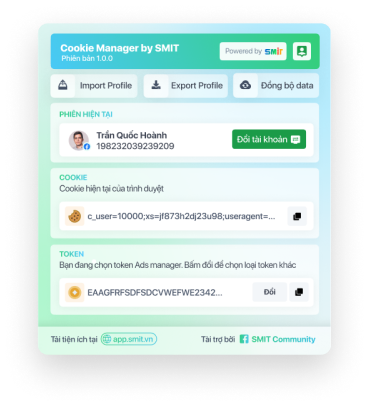 Cookie Manager by SMIT
Phiên bản 1.0.0
Powered by SMIT
Import Profile
Export Profile
Đồng bộ data
PHIÊN HIỆN TẠI
Trần Quốc Hoành
198232039239209
Đổi tài khoản
COOKIE
Cookie hiện tại của trình duyệt
c_user=10000;xs=jf873h2dj23u98;useragent=...
TOKEN
Bạn đang chọn token Ads manager. Bấm đổi để chọn loại token khác
EAAGFRFSDFSDCVWEFWE2342...
Đổi
Tải tiện ích tại app.smit.vn
Tài trợ bởi SMIT Community